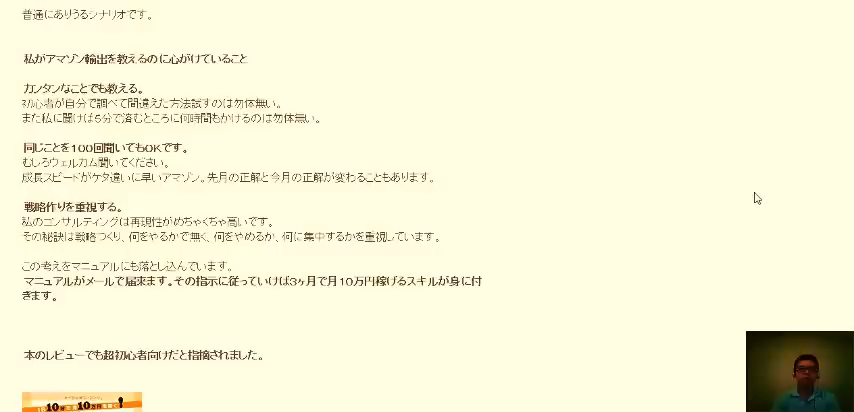 普通にありうるシナリオです。
私がアマゾン輸出を教えるのに心がけていること
カンタンなことでも教える。
初心者が自分で調べて間違えた方法試すのは勿体無い。
また私に聞けば5分で済むところに何時間もかけるのは勿体無い。
同じことを100回聞いてもOKです。
むしろウェルカム聞いてください。
成長スピードがケタ違いに早いアマゾン。先月の正解と今月の正解が変わることもあります。
戦略作りを重視する。
私のコンサルティングは再現性がめちゃくちゃ高いです。
その秘訣は戦略つくり、何をやるかで無く、何をやめるか、何に集中するかを重視しています。
この考えをマニュアルにも落とし込んでいます。
マニュアルがメールで届来ます。その指示に従っていけば3ヶ月で月10万円稼げるスキルが身に付
きます。
本のレビューでも超初心者向けだと指摘されました。